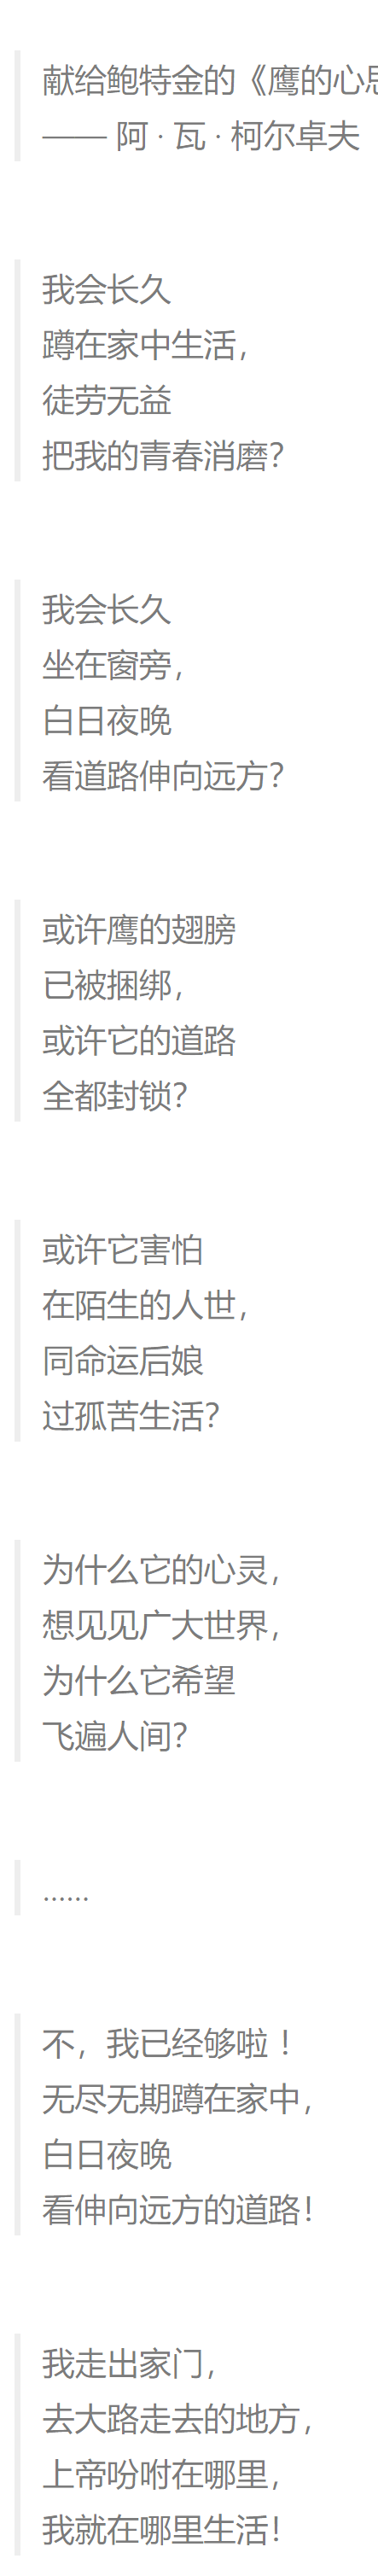 献给鲍特金的《鹰的心
—— 阿 · 瓦 · 柯尔卓夫
我会长久
蹲在家中生活，
徒劳无益
把我的青春消磨？
我会长久
坐在窗旁，
白日夜晚
看道路伸向远方？
或许鹰的翅膀
已被捆绑，
或许它的道路
全都封锁？
或许它害怕
在陌生的人世，
同命运后娘
过孤苦生活？
为什么它的心灵，
想见见广大世界，
为什么它希望
飞遍人间？
……
不，我已经够啦 ！
无尽无期蹲在家中，
白日夜晚
看伸向远方的道路！
我走出家门，
去大路走去的地方，
上帝吩咐在哪里，
我就在哪里生活！